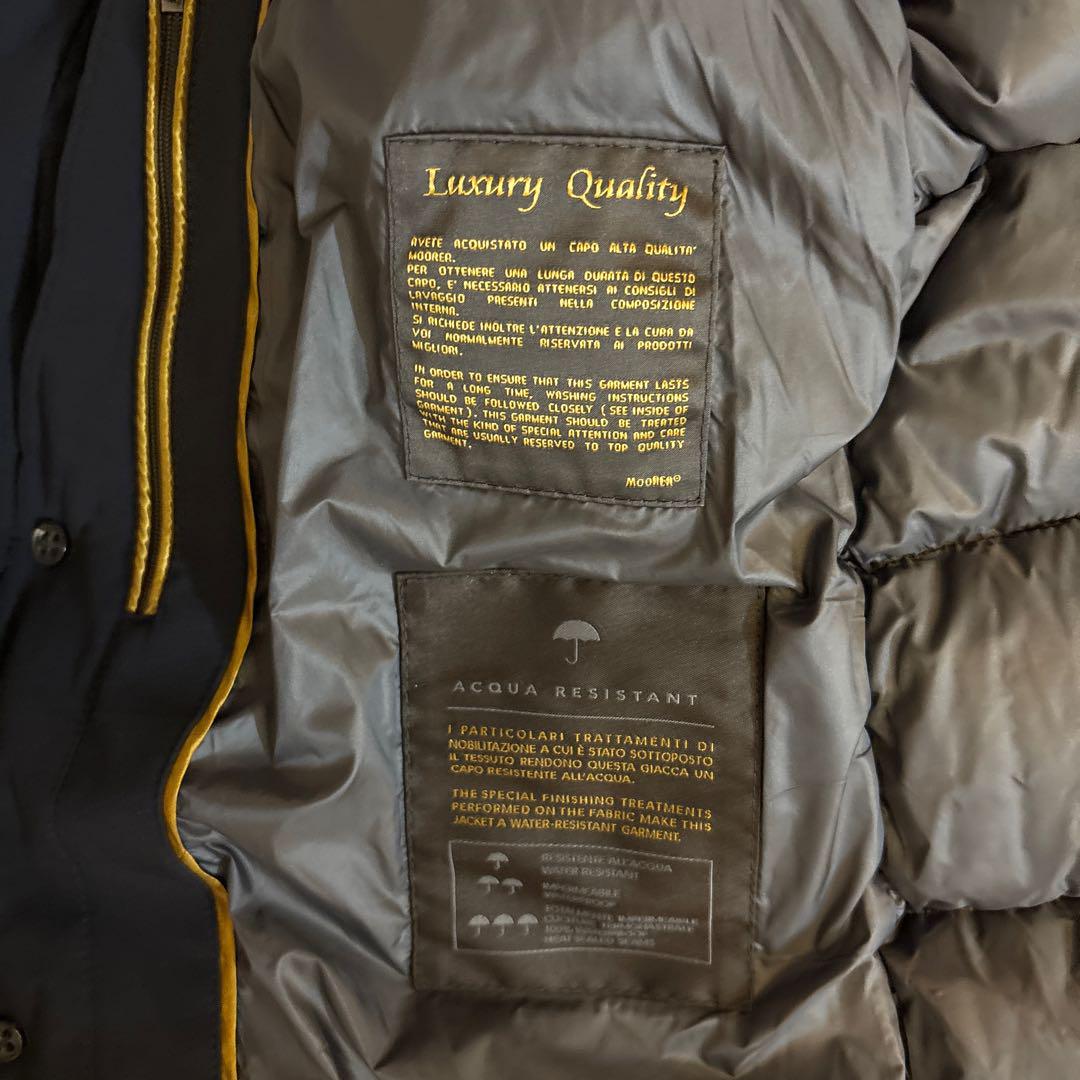 Luxury Quality
AVETE ACQUISTATO UN CAPO ALTA QUALITA'
MOORER.
PER OTTENERE UNA LUNGA DURATA DI QUESTO
CAPO, E' NECESSARIO ATTENERSI AI CONSIGLI DI
LAVAGGIO PRESENTI NELLA COMPOSIZIONE
INTERNA.
SI RICHIEDE INOLTRE L'ATTENZIONE E LA CURA DA
VOI NORMALMENTE RISERVATA AI PRODOTTI
MIGLIORI.
IN ORDER TO ENSURE THAT THIS GARMENT LASTS
FOR A LONG TIME, WASHING INSTRUCTIONS
SHOULD BE FOLLOWED CLOSELY (SEE INSIDE OF
GARMENT). THIS GARMENT SHOULD BE TREATED
WITH THE KIND OF SPECIAL ATTENTION AND CARE
THAT ARE USUALLY RESERVED TO TOP QUALITY
GARMENT.
MOORER®
ACQUA RESISTANT
I PARTICOLARI TRATTAMENTI DI
NOBILITAZIONE A CUI È STATO SOTTOPOSTO
IL TESSUTO RENDONO QUESTA GIACCA UN
CAPO RESISTENTE ALL'ACQUA.
THE SPECIAL FINISHING TREATMENTS
PERFORMED ON THE FABRIC MAKE THIS
JACKET A WATER-RESISTANT GARMENT.
RESISTENTE ALL'ACQUA
WATER-RESISTANT
IMPERMEABILE
WATERPROOF
TOTALMENTE IMPERMEABILE
100% WATERPROOF
HEAT SEALED SEAMS